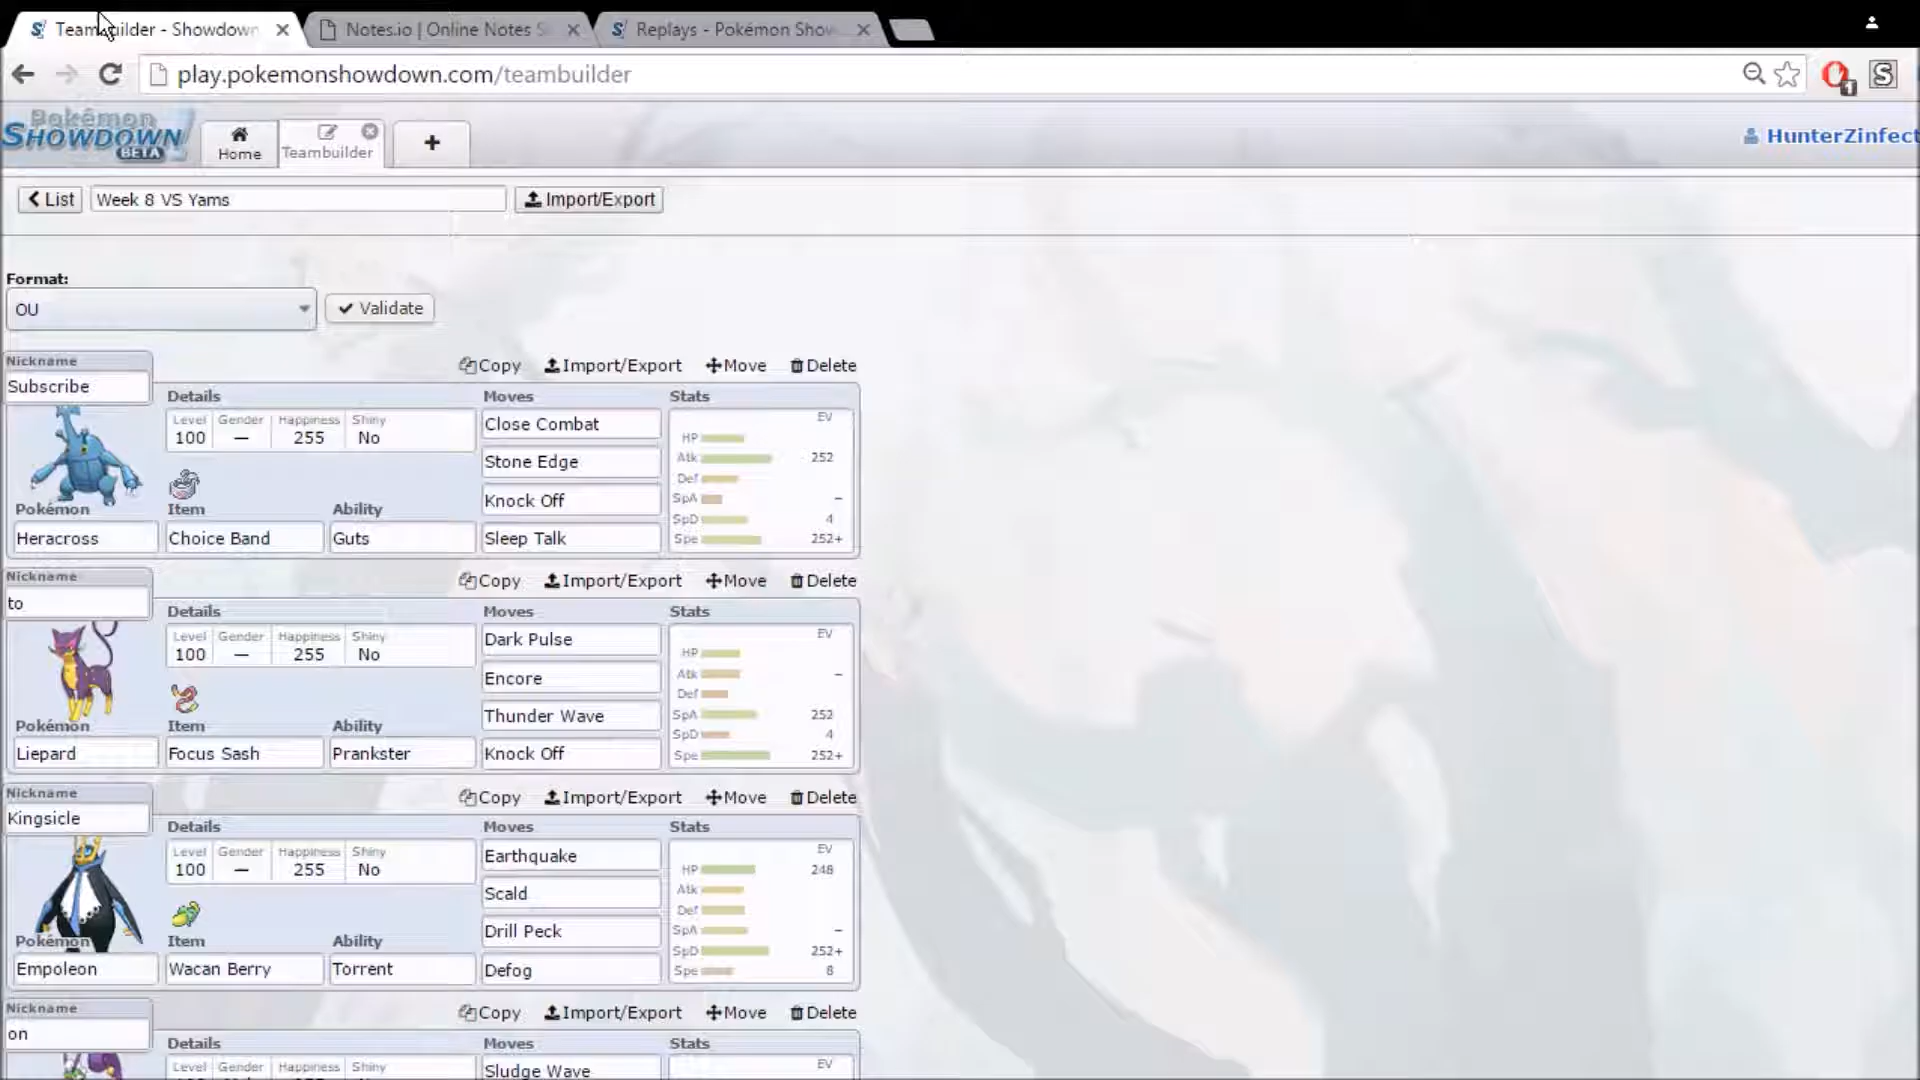 Teambuilder - Showdown
Notes.io | Online Notes S
Replays - Pokémon Show
play.pokemonshowdown.com/teambuilder
1
S
Pokémon
SHOWDOWN
BETA
Home
Teambuilder
+
HunterZinfect
List
Week 8 VS Yams
Import/Export
Format:
OU
Validate
Nickname
Subscribe
Copy Import/Export Move Delete
Details Moves Stats
Level Gender Happiness Shiny
100 — 255 No
Close Combat
Stone Edge
Knock Off
Sleep Talk
EV
HP
Atk 252
Def
SpA –
SpD 4
Spe 252+
Pokémon Item Ability
Heracross Choice Band Guts
Nickname
to
Copy Import/Export Move Delete
Details Moves Stats
Level Gender Happiness Shiny
100 — 255 No
Dark Pulse
Encore
Thunder Wave
Knock Off
EV
HP
Atk –
Def
SpA 252
SpD 4
Spe 252+
Pokémon Item Ability
Liepard Focus Sash Prankster
Nickname
Kingsicle
Copy Import/Export Move Delete
Details Moves Stats
Level Gender Happiness Shiny
100 — 255 No
Earthquake
Scald
Drill Peck
Defog
EV
HP 248
Atk
Def
SpA –
SpD 252+
Spe 8
Pokémon Item Ability
Empoleon Wacan Berry Torrent
Nickname
on
Copy Import/Export Move Delete
Details Moves Stats
Level Gender Happiness Shiny
Sludge Wave
EV